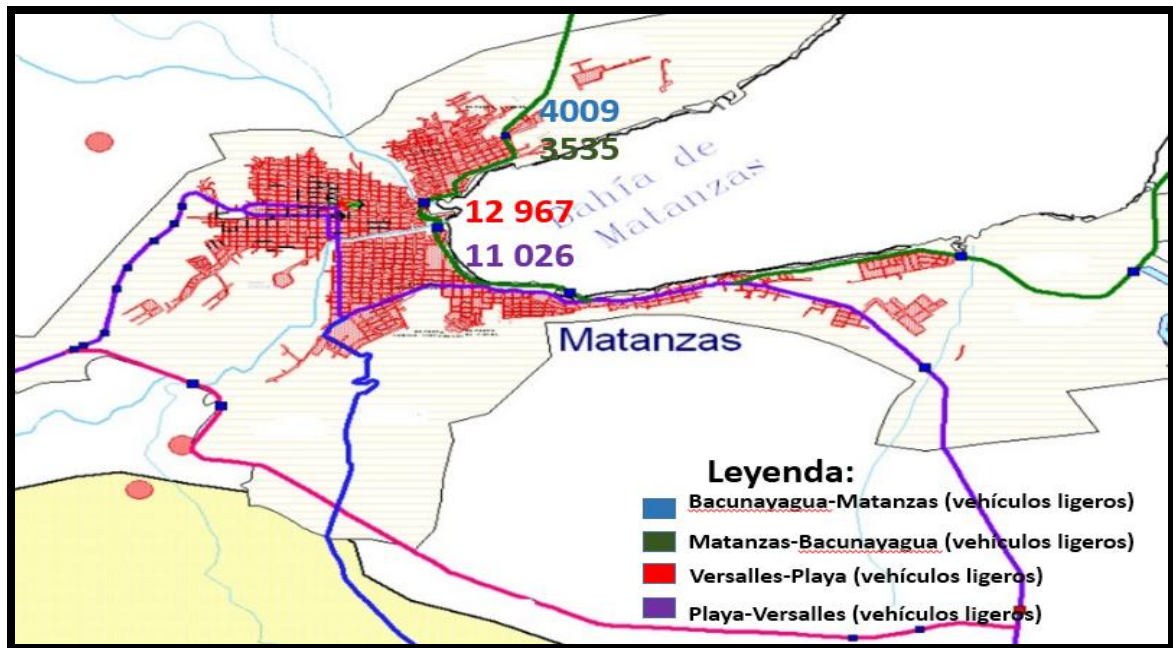 4009
3535
Bahía de
Matanzas
12 967
11 026
Matanzas
Leyenda:
Bacunayagua-Matanzas (vehículos ligeros)
Matanzas-Bacunayagua (vehículos ligeros)
Versalles-Playa (vehículos ligeros)
Playa-Versalles (vehículos ligeros)